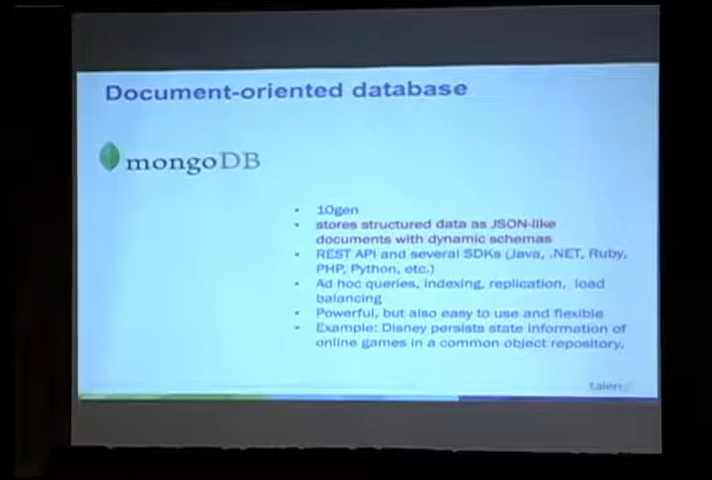 Document-oriented database
mongoDB
• 10gen
• stores structured data as JSON-like
documents with dynamic schemas
• REST API and several SDKs (Java, .NET, Ruby,
PHP, Python, etc.)
• Ad hoc queries, indexing, replication, load
balancing
• Powerful, but also easy to use and flexible
• Example: Disney persists state information of
online games in a common object repository.